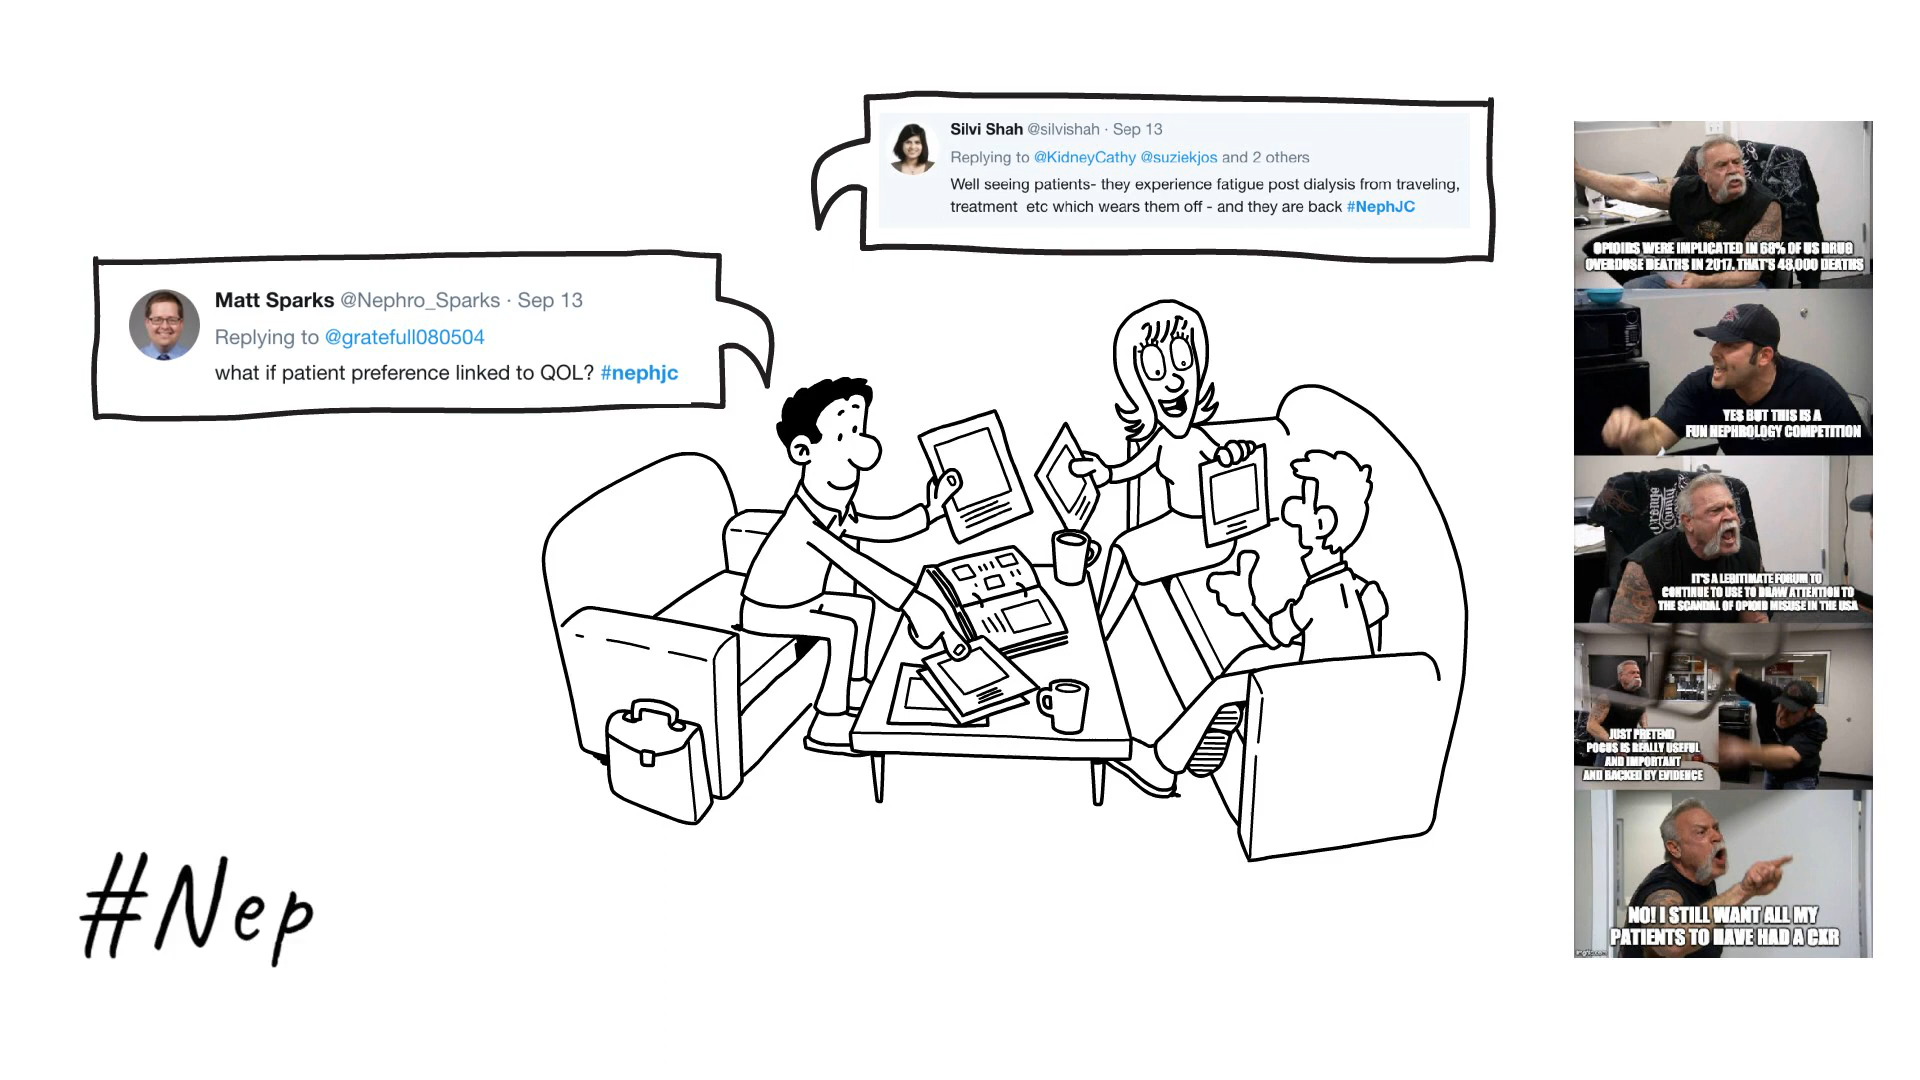 Silvi Shah @silvishah · Sep 13
Replying to @KidneyCathy @suziekjos and 2 others
Well seeing patients- they experience fatigue post dialysis from traveling,
treatment etc which wears them off - and they are back #NephJC
Matt Sparks @Nephro_Sparks · Sep 13
Replying to @gratefull080504
what if patient preference linked to QOL? #nephjc
OPIOIDS WERE IMPLICATED IN 68% OF US DRUG
OVERDOSE DEATHS IN 2017. THAT'S 48,000 DEATHS
YES BUT THIS IS A
FUN NEPHROLOGY COMPETITION
Orange
County
IT'S A LEGITIMATE FORUM TO
CONTINUE TO USE TO DRAW ATTENTION TO
THE SCANDAL OF OPIOID MISUSE IN THE USA
JUST PRETEND
POCUS IS REALLY USEFUL
AND IMPORTANT
AND BACKED BY EVIDENCE
NO! I STILL WANT ALL MY
PATIENTS TO HAVE HAD A CXR
#Nep